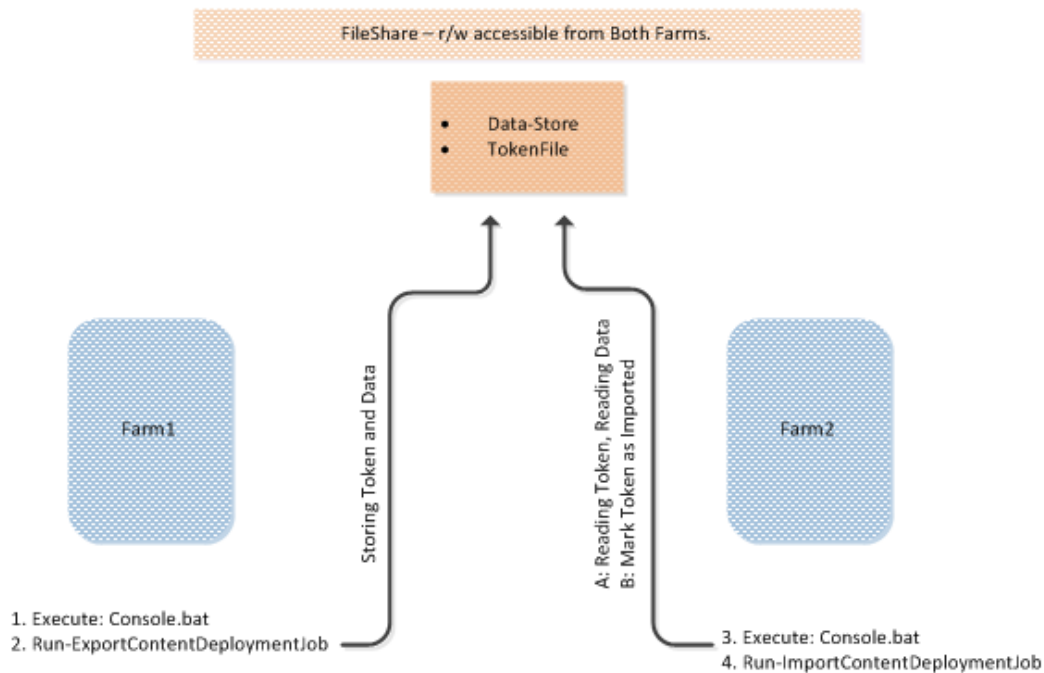 FileShare – r/w accessible from Both Farms.
• Data-Store
• TokenFile
Farm1
Storing Token and Data
A: Reading Token, Reading Data
B: Mark Token as Imported
Farm2
1. Execute: Console.bat
2. Run-ExportContentDeploymentJob
3. Execute: Console.bat
4. Run-ImportContentDeploymentJob